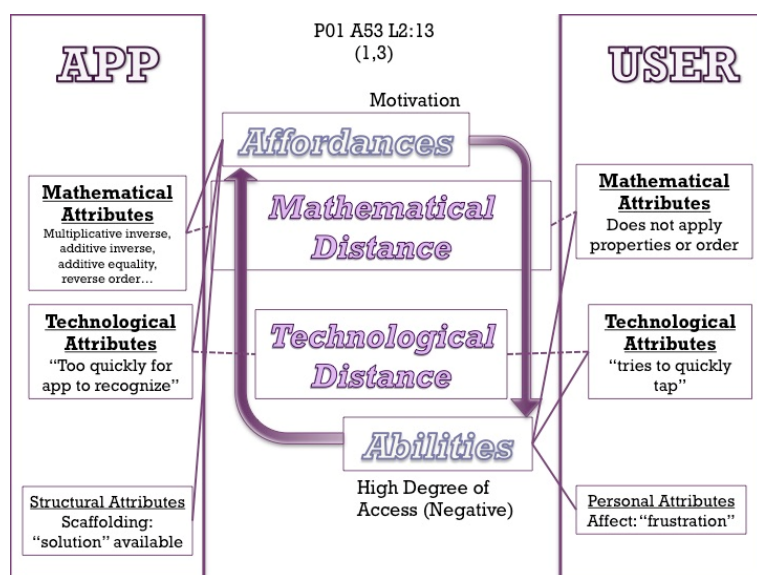 P01 A53 L2:13
(1,3)
APP
USER
Motivation
Affordances
Mathematical
Attributes
Multiplicative inverse,
additive inverse,
additive equality,
reverse order...
Mathematical
Distance
Mathematical
Attributes
Does not apply
properties or order
Technological
Attributes
“Too quickly for
app to recognize”
Technological
Distance
Technological
Attributes
“tries to quickly
tap”
Abilities
High Degree of
Access (Negative)
Structural Attributes
Scaffolding:
“solution” available
Personal Attributes
Affect: “frustration”